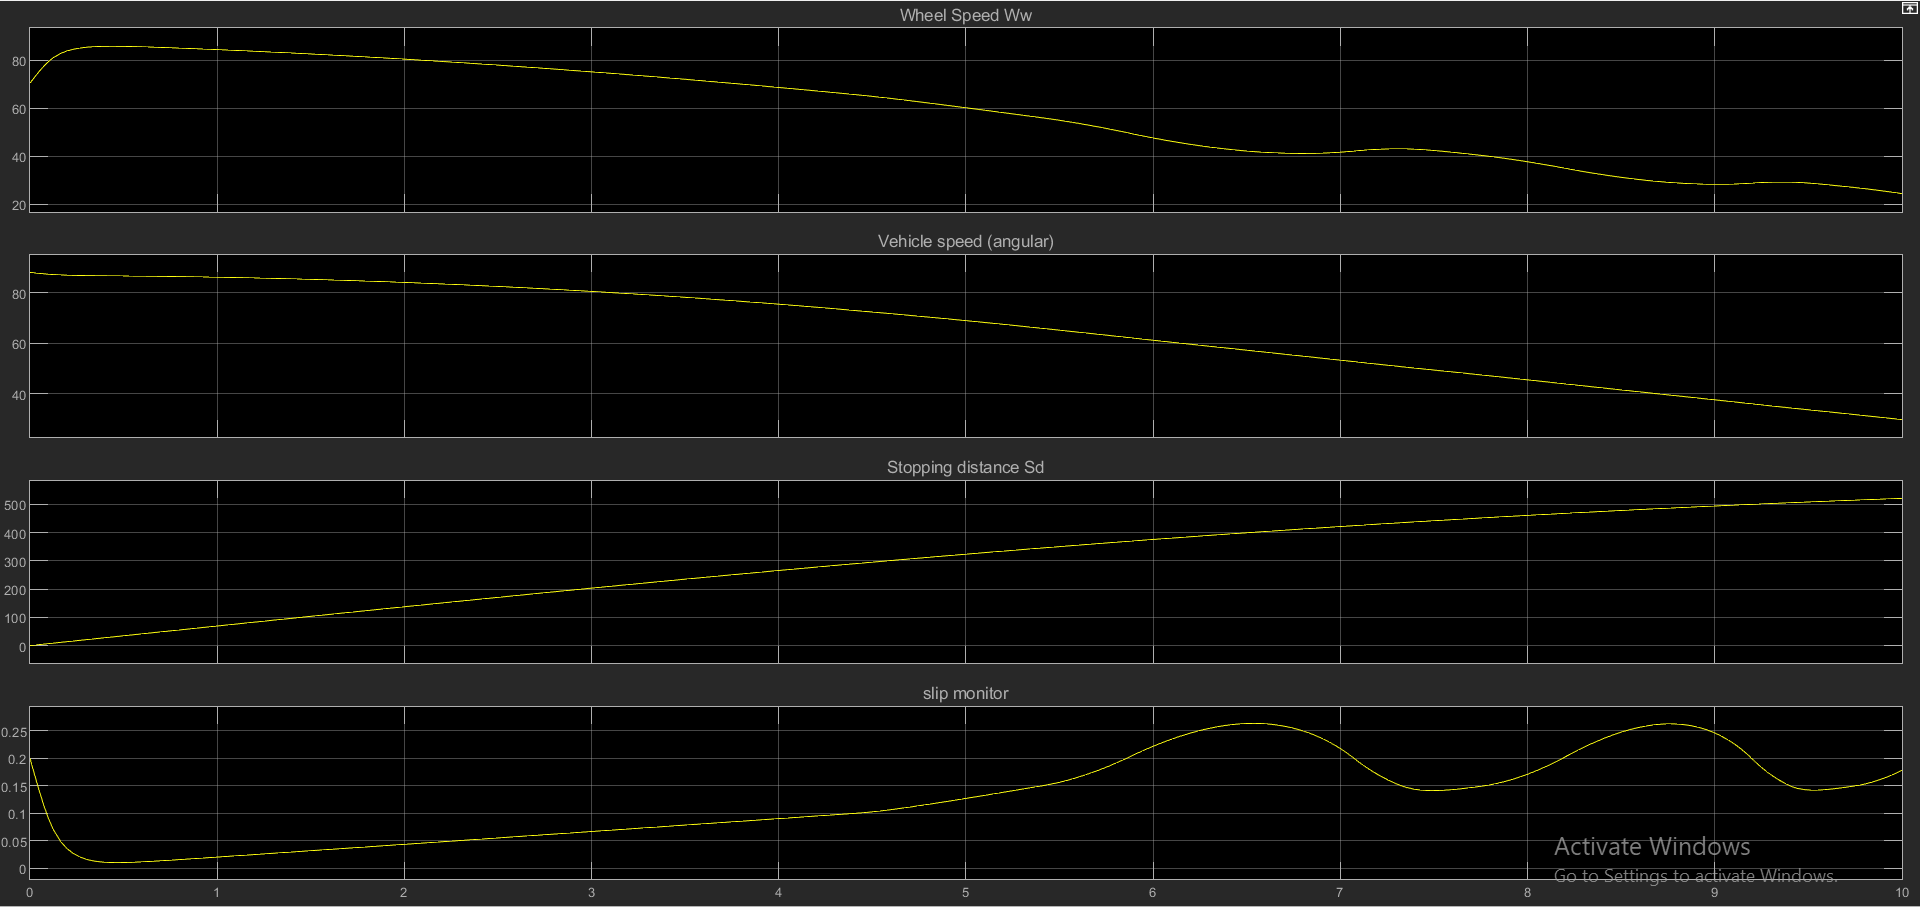 Wheel Speed Ww
80
60
40
20
Vehicle speed (angular)
80
60
40
Stopping distance Sd
500
400
300
200
100
0
slip monitor
0.25
0.2
0.15
0.1
0.05
0
0 1 2 3 4 5 6 7 8 9 10
Activate Windows
Go to Settings to activate Windows.